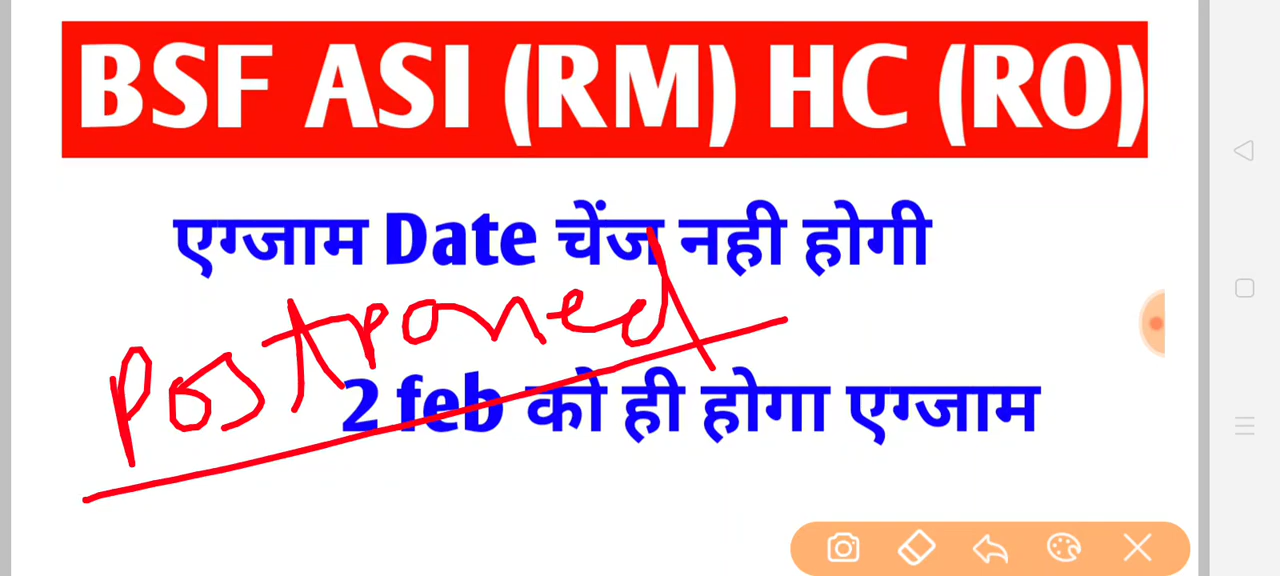 BSF ASI (RM) HC (RO)
एग्जाम Date चेंज नही होगी
Postponed
2 feb को ही होगा एग्जाम